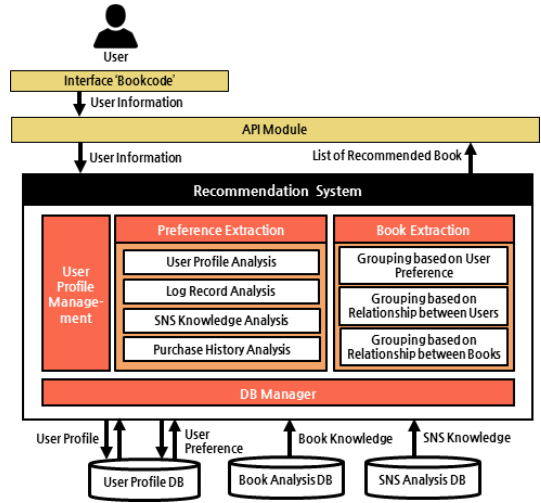 User
Interface ‘Bookcode’
User Information
API Module
User Information
List of Recommended Book
Recommendation System
User
Profile
Manage-
ment
Preference Extraction
User Profile Analysis
Log Record Analysis
SNS Knowledge Analysis
Purchase History Analysis
Book Extraction
Grouping based on User
Preference
Grouping based on
Relationship between Users
Grouping based on
Relationship between Books
DB Manager
User Profile
User
Preference
Book Knowledge
SNS Knowledge
User Profile DB
Book Analysis DB
SNS Analysis DB